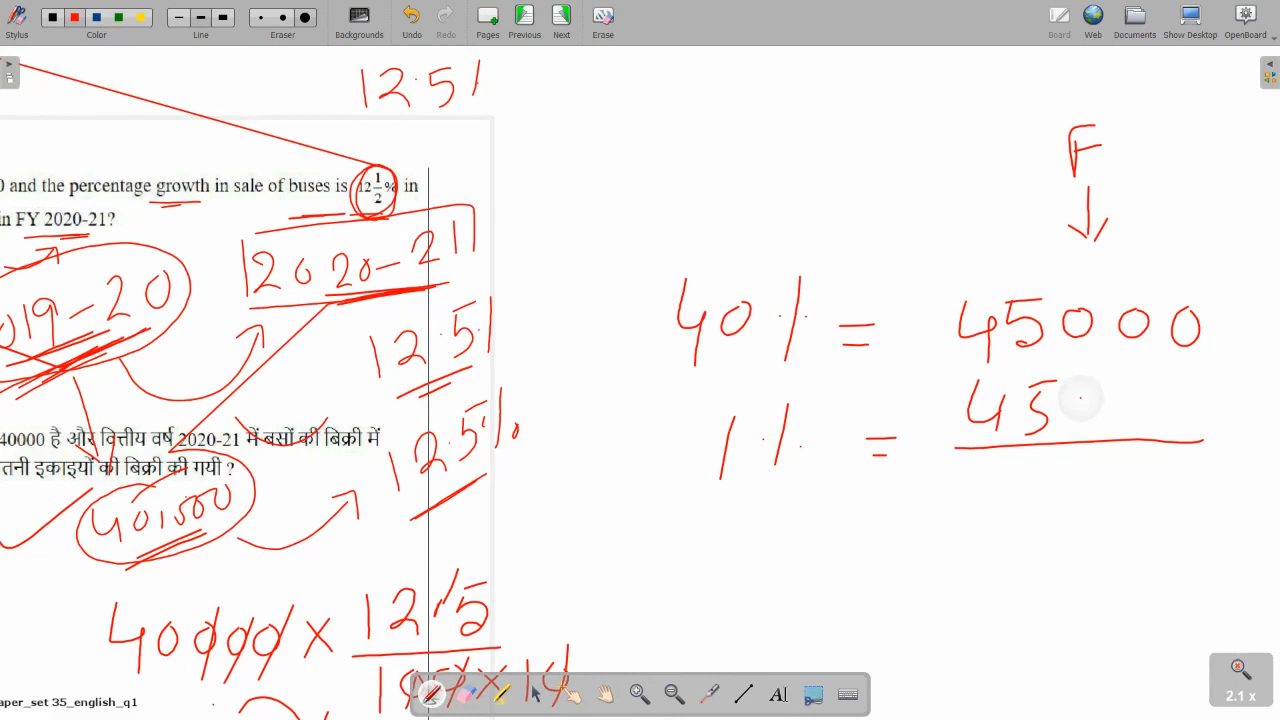 Stylus Color Line Eraser Backgrounds Undo Redo Pages Previous Next Erase Board Web Documents Show Desktop OpenBoard
12.5%
0 and the percentage growth in sale of buses is 12 1/2 % in
in FY 2020-21?
F
2020-21
019-20
40% = 45000
12.5%
45
1% =
12.5%
40000 है और वित्तीय वर्ष 2020-21 में बसों की बिक्री में
तनी इकाइयों की बिक्री की गयी ?
40,000
40000 × 12.5
aper_set 35_english_q1
2.1 x